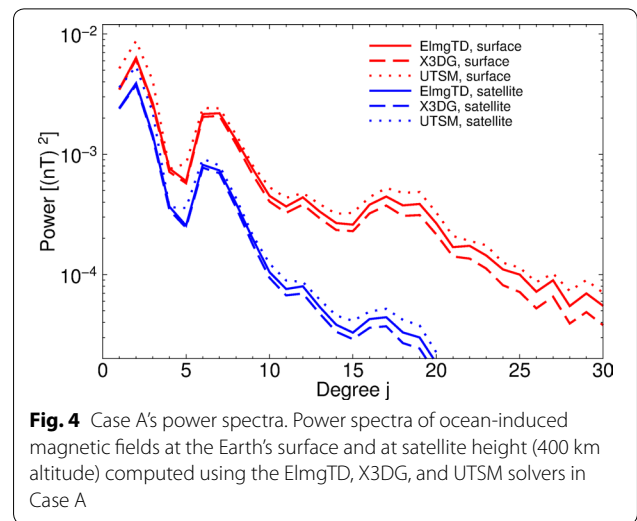 10⁻²
10⁻³
10⁻⁴
Power [(nT) ²]
ElmgTD, surface
X3DG, surface
UTSM, surface
ElmgTD, satellite
X3DG, satellite
UTSM, satellite
0 5 10 15 20 25 30
Degree j
Fig. 4 Case A's power spectra. Power spectra of ocean-induced
magnetic fields at the Earth's surface and at satellite height (400 km
altitude) computed using the ElmgTD, X3DG, and UTSM solvers in
Case A